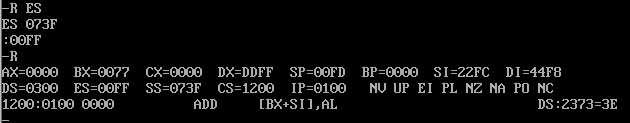 -R ES
ES 073F
:00FF
-R
AX=0000  BX=0077  CX=0000  DX=DDFF  SP=00FD  BP=0000  SI=22FC  DI=44F8
DS=0300  ES=00FF  SS=073F  CS=1200  IP=0100   NV UP EI PL NZ NA PO NC
1200:0100 0000          ADD     [BX+SI],AL                         DS:2373=3E
-